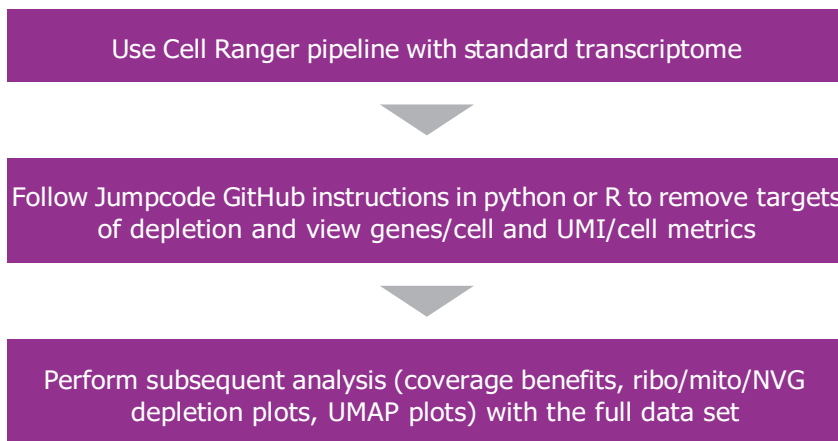 Use Cell Ranger pipeline with standard transcriptome
Follow Jumpcode GitHub instructions in python or R to remove targets
of depletion and view genes/cell and UMI/cell metrics
Perform subsequent analysis (coverage benefits, ribo/mito/NVG
depletion plots, UMAP plots) with the full data set